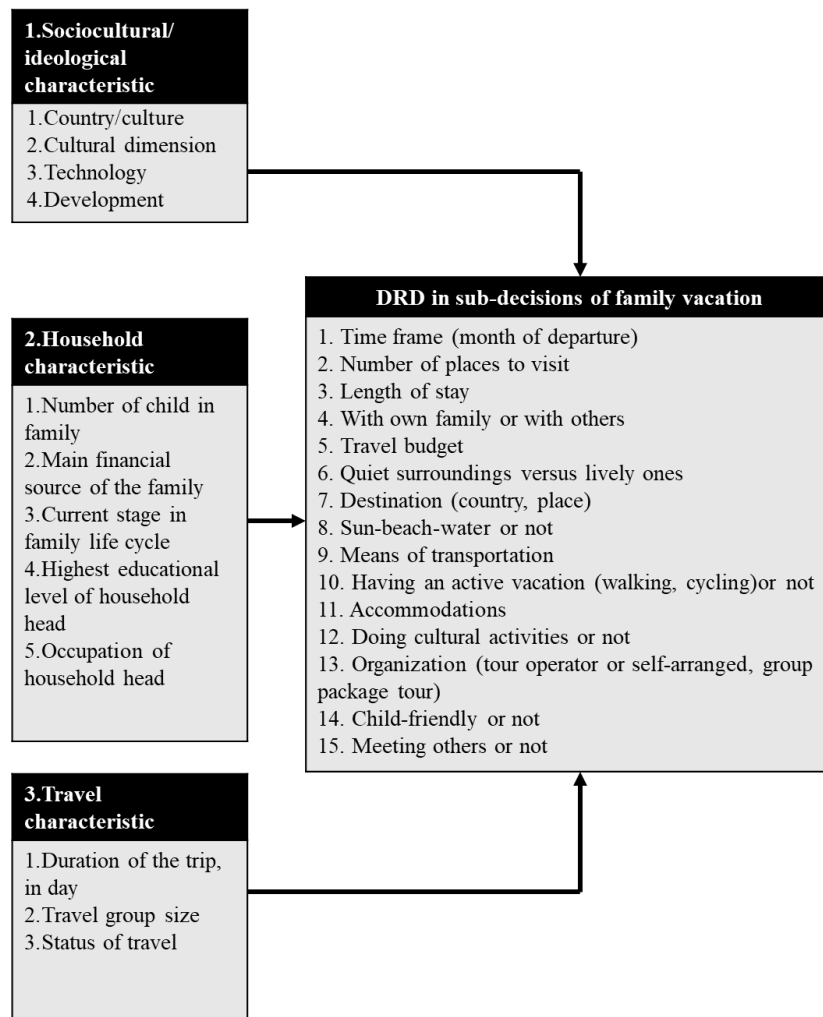 1.Sociocultural/
ideological
characteristic
1.Country/culture
2.Cultural dimension
3.Technology
4.Development
DRD in sub-decisions of family vacation
1. Time frame (month of departure)
2. Number of places to visit
3. Length of stay
4. With own family or with others
5. Travel budget
6. Quiet surroundings versus lively ones
7. Destination (country, place)
8. Sun-beach-water or not
9. Means of transportation
10. Having an active vacation (walking, cycling)or not
11. Accommodations
12. Doing cultural activities or not
13. Organization (tour operator or self-arranged, group
package tour)
14. Child-friendly or not
15. Meeting others or not
2.Household
characteristic
1.Number of child in
family
2.Main financial
source of the family
3.Current stage in
family life cycle
4.Highest educational
level of household
head
5.Occupation of
household head
3.Travel
characteristic
1.Duration of the trip,
in day
2.Travel group size
3.Status of travel